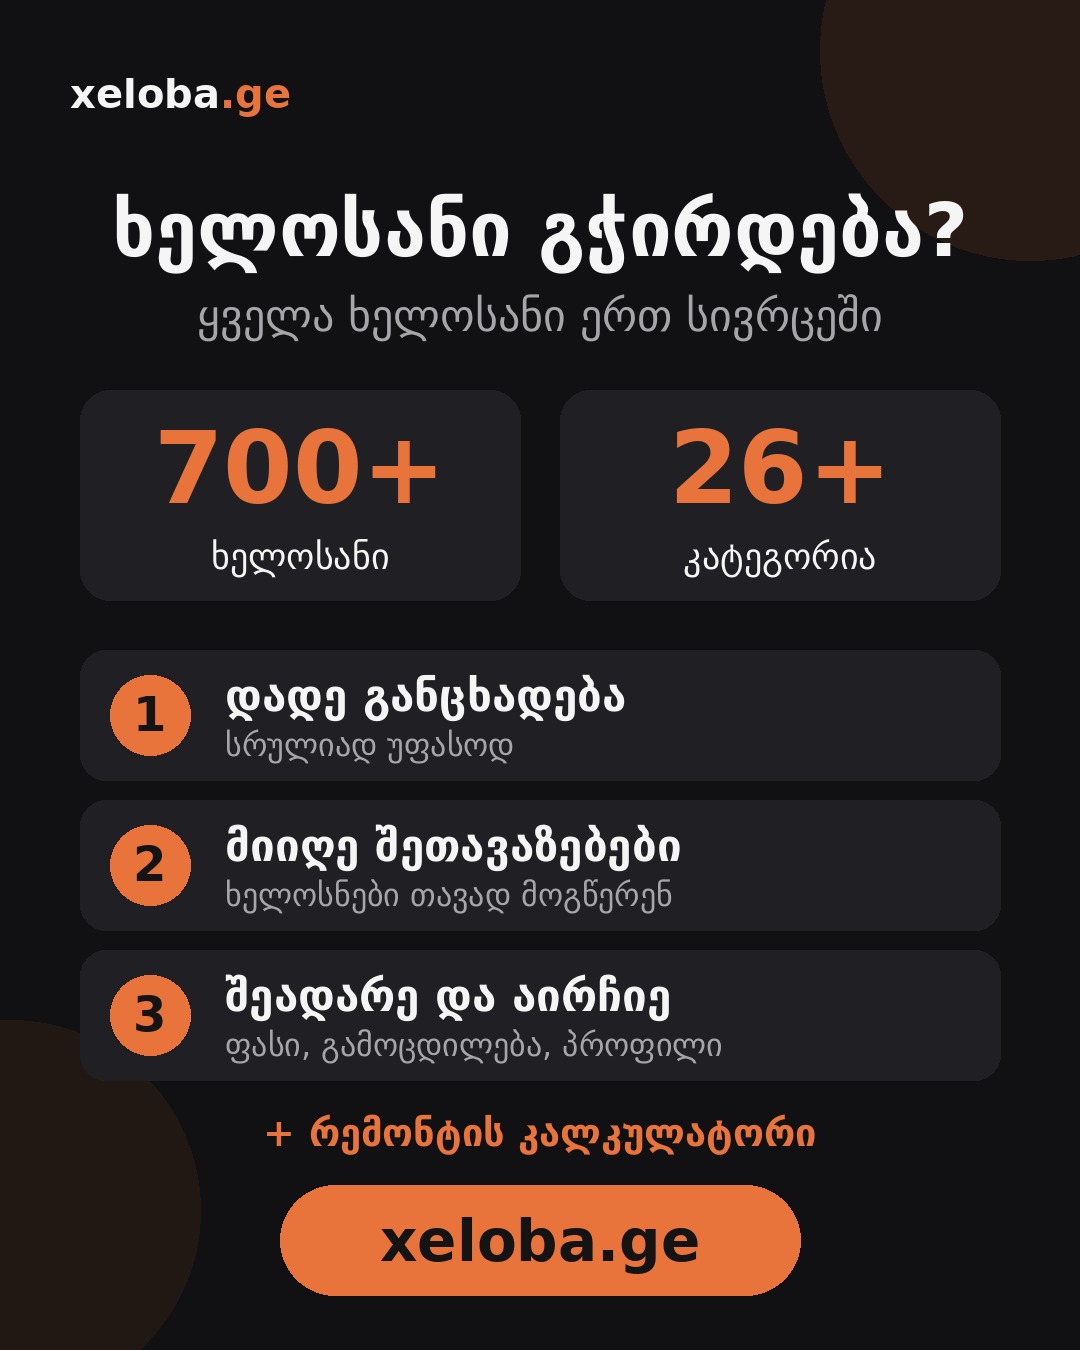 xeloba.ge
ხელოსანი გჭირდება?
ყველა ხელოსანი ერთ სივრცეში
700+
ხელოსანი
26+
კატეგორია
1
დადე განცხადება
სრულიად უფასოდ
2
მიიღე შეთავაზებები
ხელოსნები თავად მოგწერენ
3
შეადარე და აირჩიე
ფასი, გამოცდილება, პროფილი
+ რემონტის კალკულატორი
xeloba.ge